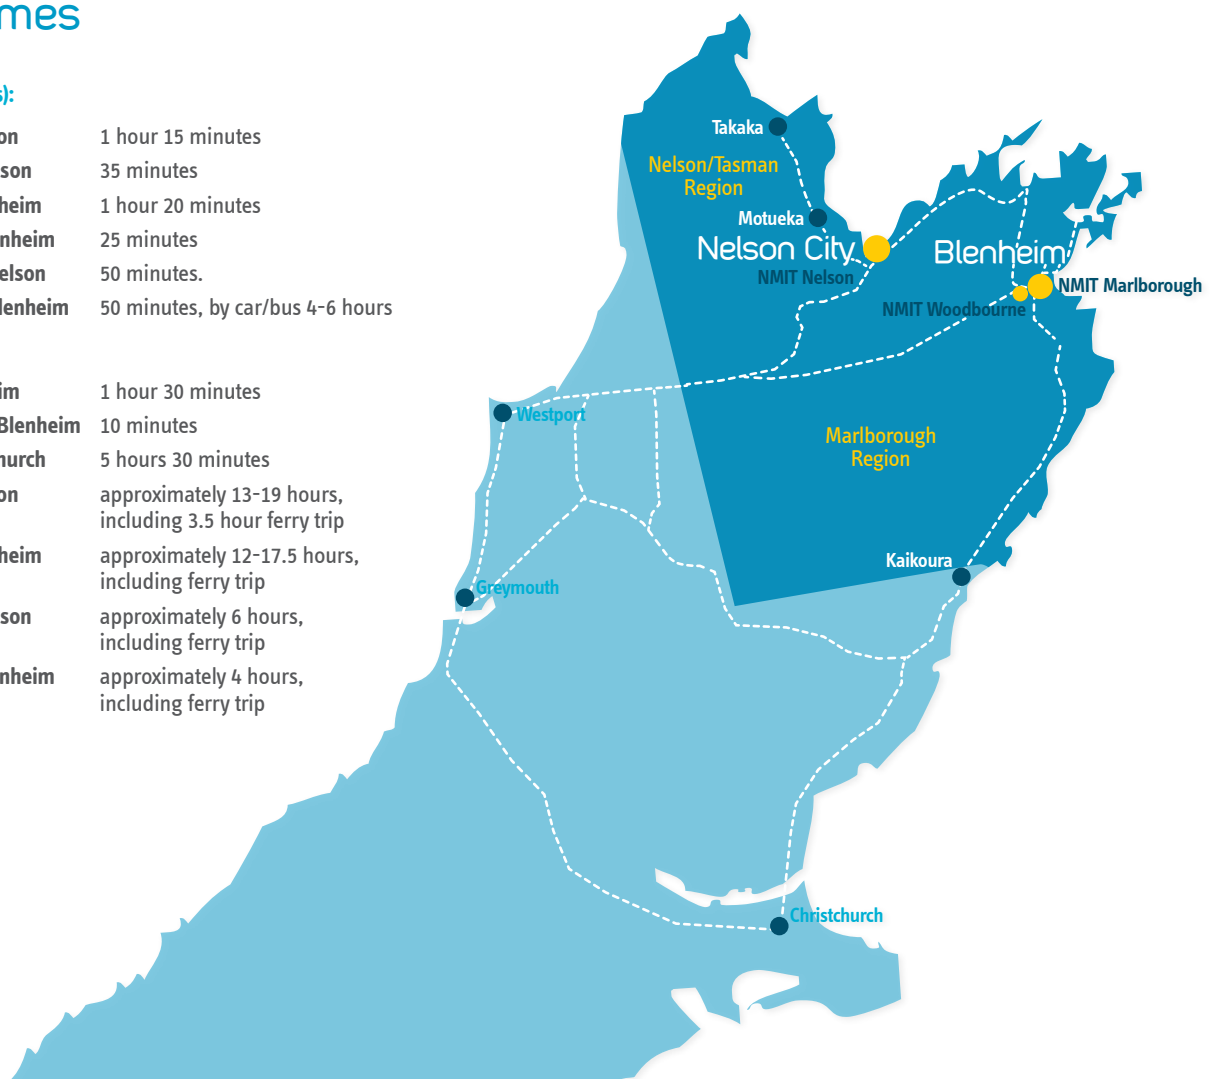 mes
s):
on 1 hour 15 minutes
son 35 minutes
heim 1 hour 20 minutes
nheim 25 minutes
elson 50 minutes.
lenheim 50 minutes, by car/bus 4-6 hours
im 1 hour 30 minutes
Blenheim 10 minutes
hurch 5 hours 30 minutes
on approximately 13-19 hours,
including 3.5 hour ferry trip
heim approximately 12-17.5 hours,
including ferry trip
son approximately 6 hours,
including ferry trip
nheim approximately 4 hours,
including ferry trip
Takaka
Nelson/Tasman
Region
Motueka
Nelson City
NMIT Nelson
Blenheim
NMIT Marlborough
NMIT Woodbourne
Westport
Marlborough
Region
Kaikoura
Greymouth
Christchurch